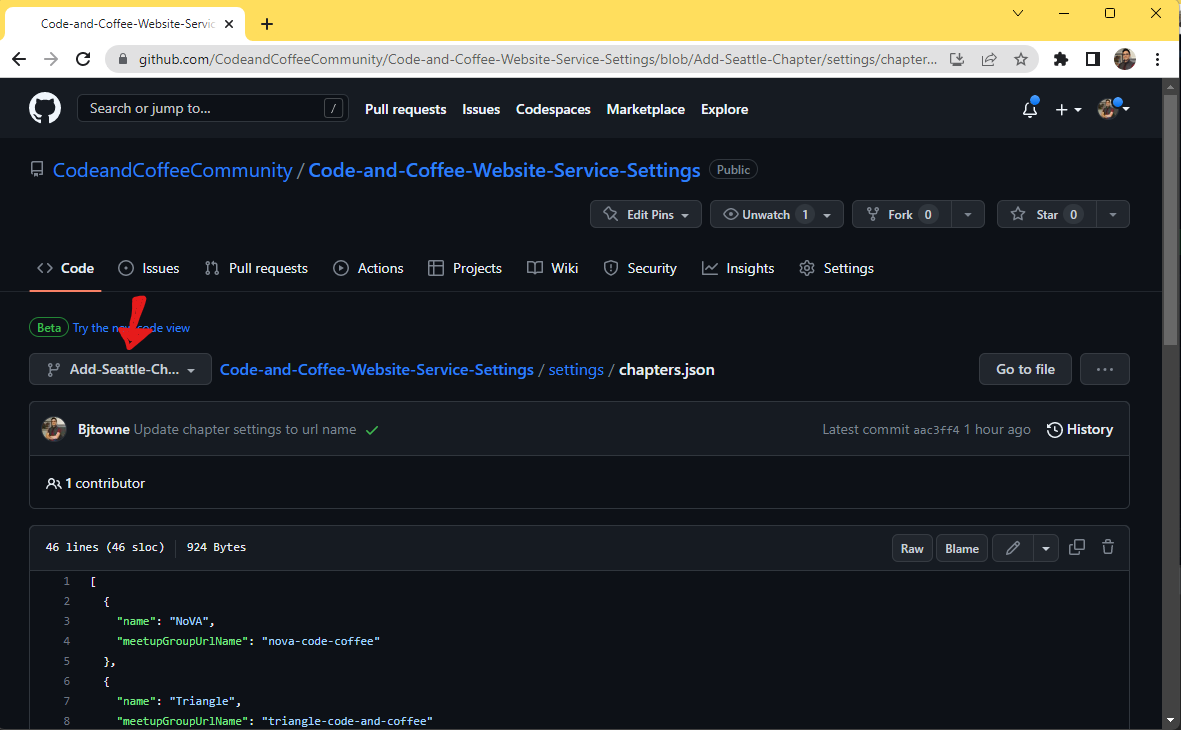 Code-and-Coffee-Website-Servic
github.com/CodeandCoffeeCommunity/Code-and-Coffee-Website-Service-Settings/blob/Add-Seattle-Chapter/settings/chapter...
Search or jump to... / Pull requests Issues Codespaces Marketplace Explore
CodeandCoffeeCommunity / Code-and-Coffee-Website-Service-Settings Public
Edit Pins Unwatch 1 Fork 0 Star 0
Code Issues Pull requests Actions Projects Wiki Security Insights Settings
Beta Try the new code view
Add-Seattle-Ch... Code-and-Coffee-Website-Service-Settings / settings / chapters.json Go to file ...
Bjtowne Update chapter settings to url name Latest commit aac3ff4 1 hour ago History
1 contributor
46 lines (46 sloc) 924 Bytes Raw Blame
1 [
2 {
3 "name": "NoVA",
4 "meetupGroupUrlName": "nova-code-coffee"
5 },
6 {
7 "name": "Triangle",
8 "meetupGroupUrlName": "triangle-code-and-coffee"